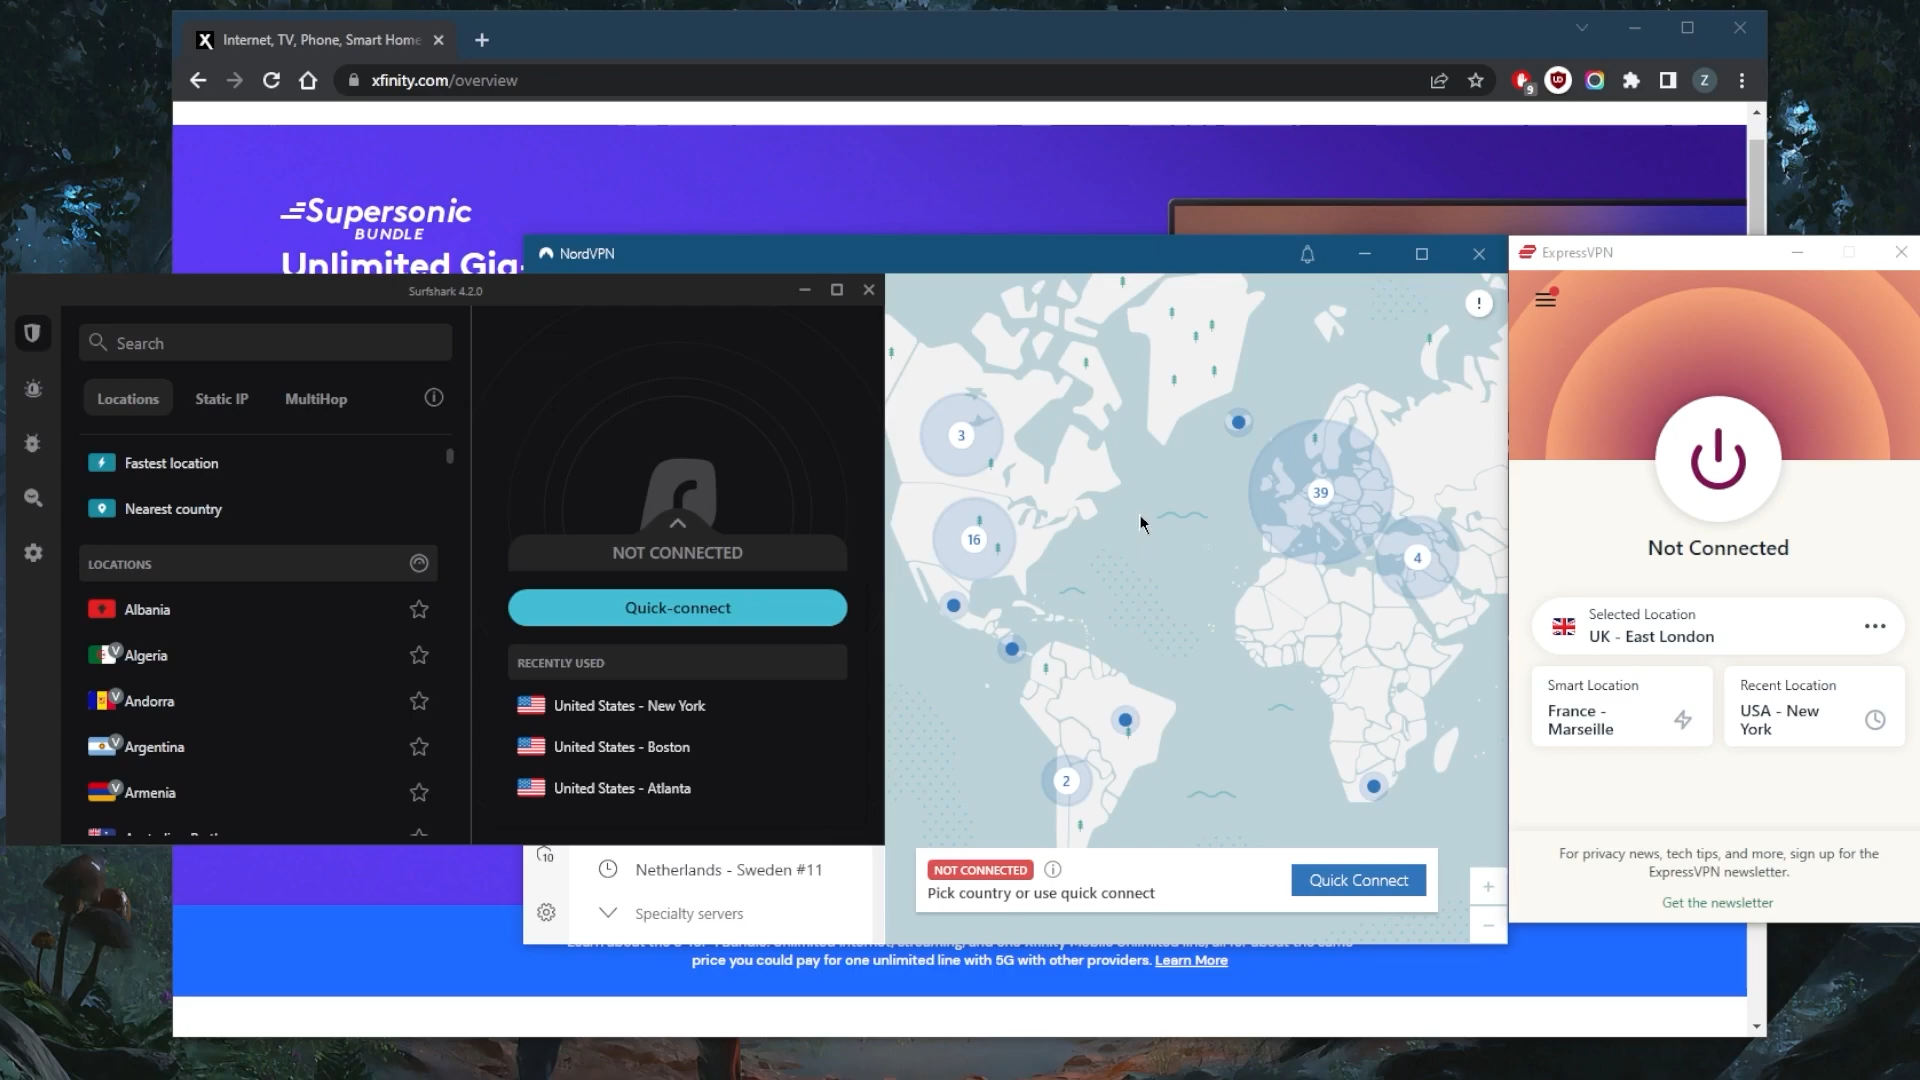 Internet, TV, Phone, Smart Home
xfinity.com/overview
9
Z
Supersonic
BUNDLE
Unlimited Gig-
NordVPN
ExpressVPN
Surfshark 4.2.0
Search
Locations
Static IP
MultiHop
Fastest location
Nearest country
LOCATIONS
Albania
V
Algeria
V
Andorra
V
Argentina
V
Armenia
NOT CONNECTED
Quick-connect
RECENTLY USED
United States - New York
United States - Boston
United States - Atlanta
10
Netherlands - Sweden #11
Specialty servers
3
16
39
4
2
!
NOT CONNECTED
Pick country or use quick connect
Quick Connect
+
−
Not Connected
Selected Location
UK - East London
Smart Location
France -
Marseille
Recent Location
USA - New
York
For privacy news, tech tips, and more, sign up for the
ExpressVPN newsletter.
Get the newsletter
price you could pay for one unlimited line with 5G with other providers. Learn More